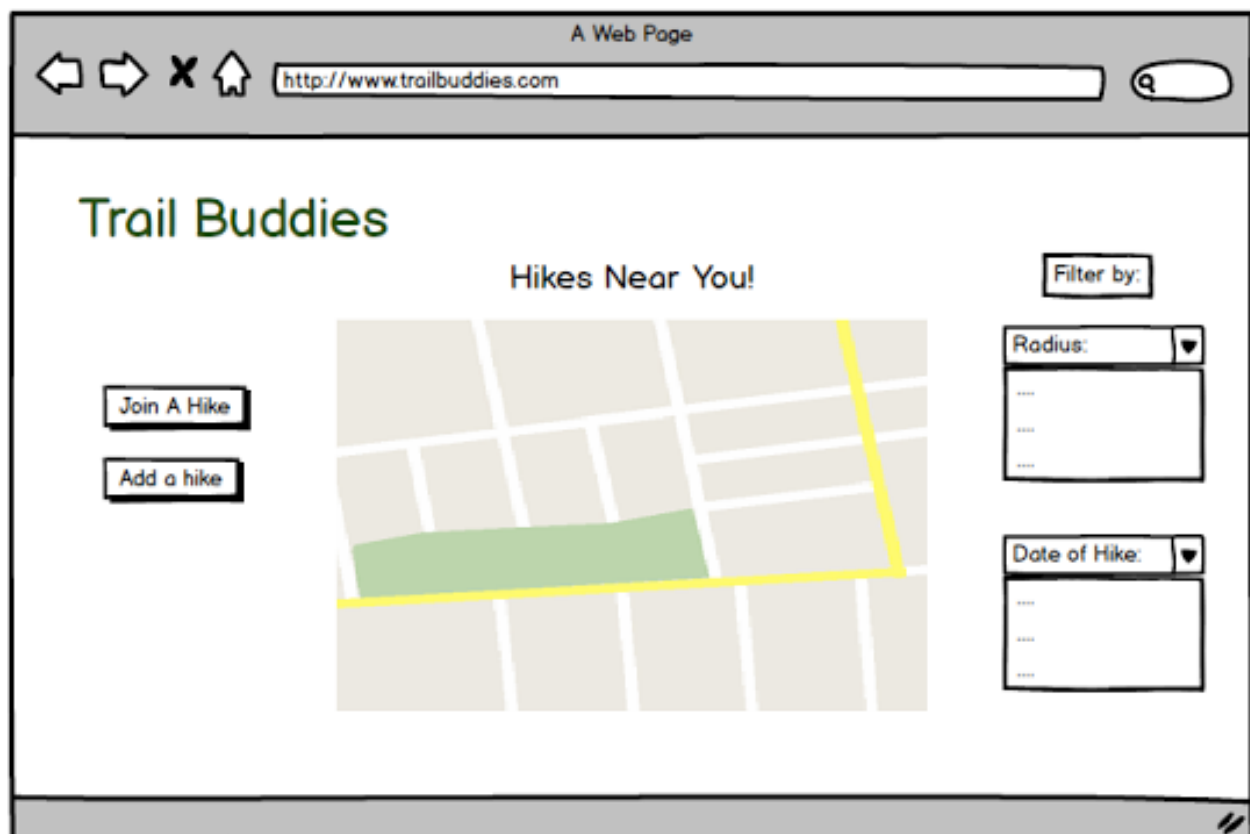 A Web Page
http://www.trailbuddies.com
Trail Buddies
Hikes Near You!
Filter by:
Radius:
....
....
....
Join A Hike
Add a hike
Date of Hike:
....
....
....